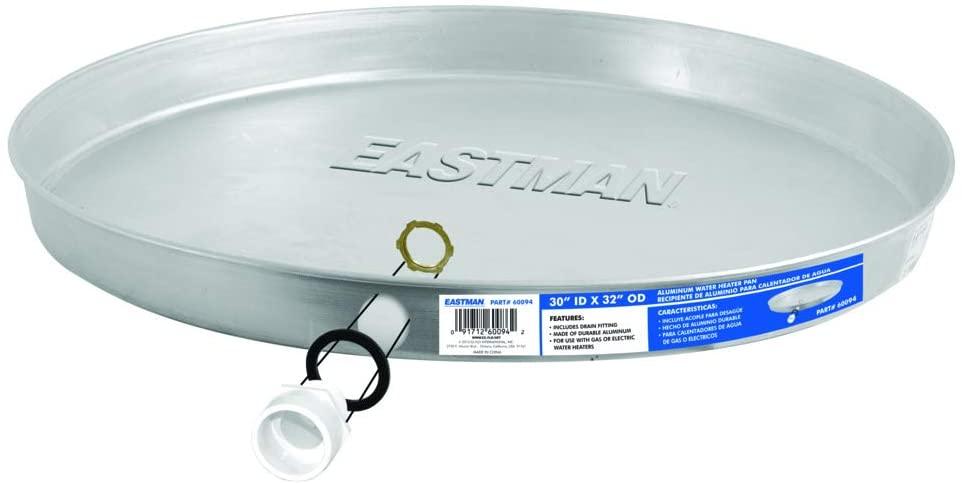 EASTMAN
EASTMAN PART# 60094
0 91712 60094 2
MADE IN CHINA
30" ID X 32" OD
FEATURES:
• INCLUDES DRAIN FITTING
• MADE OF DURABLE ALUMINUM
• FOR USE WITH GAS OR ELECTRIC
WATER HEATERS
ALUMINUM WATER HEATER PAN
RECIPIENTE DE ALUMINIO PARA CALENTADOR DE AGUA
CARACTERISTICAS:
• INCLUYE ACOPLE PARA DESAGÜE
• HECHO DE ALUMINIO DURABLE
• PARA CALENTADORES DE AGUA
DE GAS O ELECTRICOS
PART# 60094